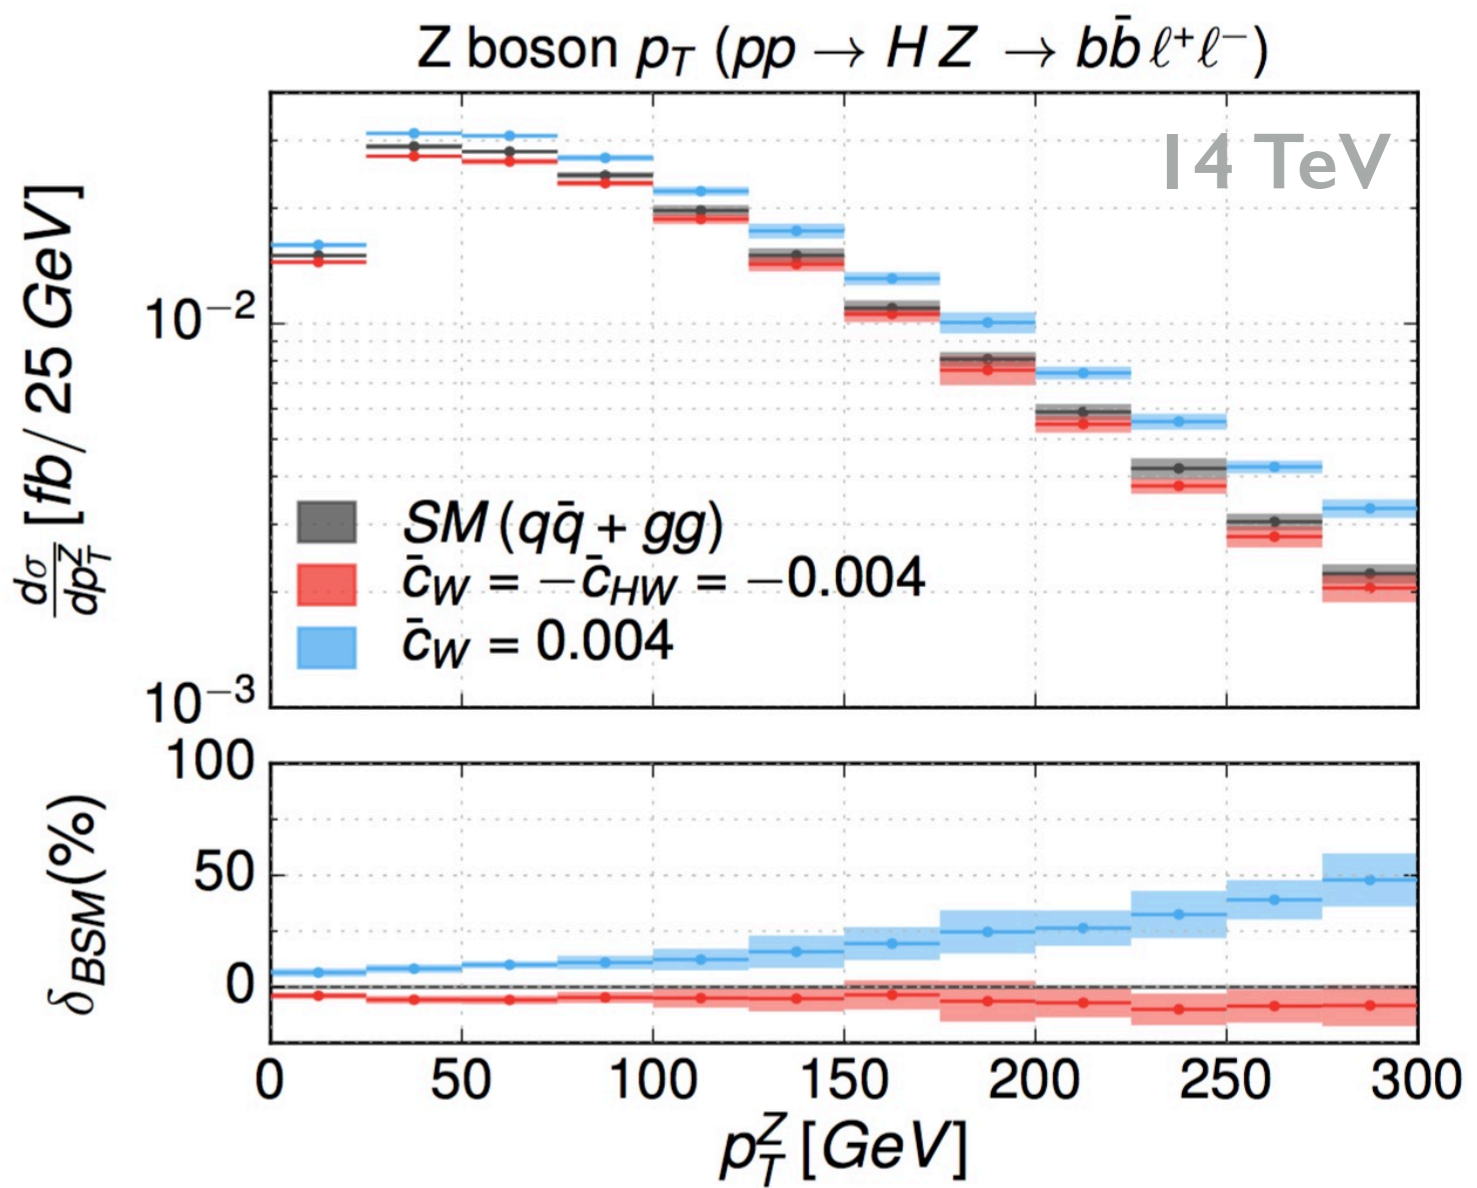 Z boson p_T (pp → H Z → bb̄ ℓ⁺ℓ⁻)
14 TeV
dσ/dp_T^Z [fb/ 25 GeV]
10⁻²
10⁻³
SM (qq̄ + gg)
c̄_W = −c̄_HW = −0.004
c̄_W = 0.004
δ_BSM(%)
100
50
0
0 50 100 150 200 250 300
p_T^Z [GeV]